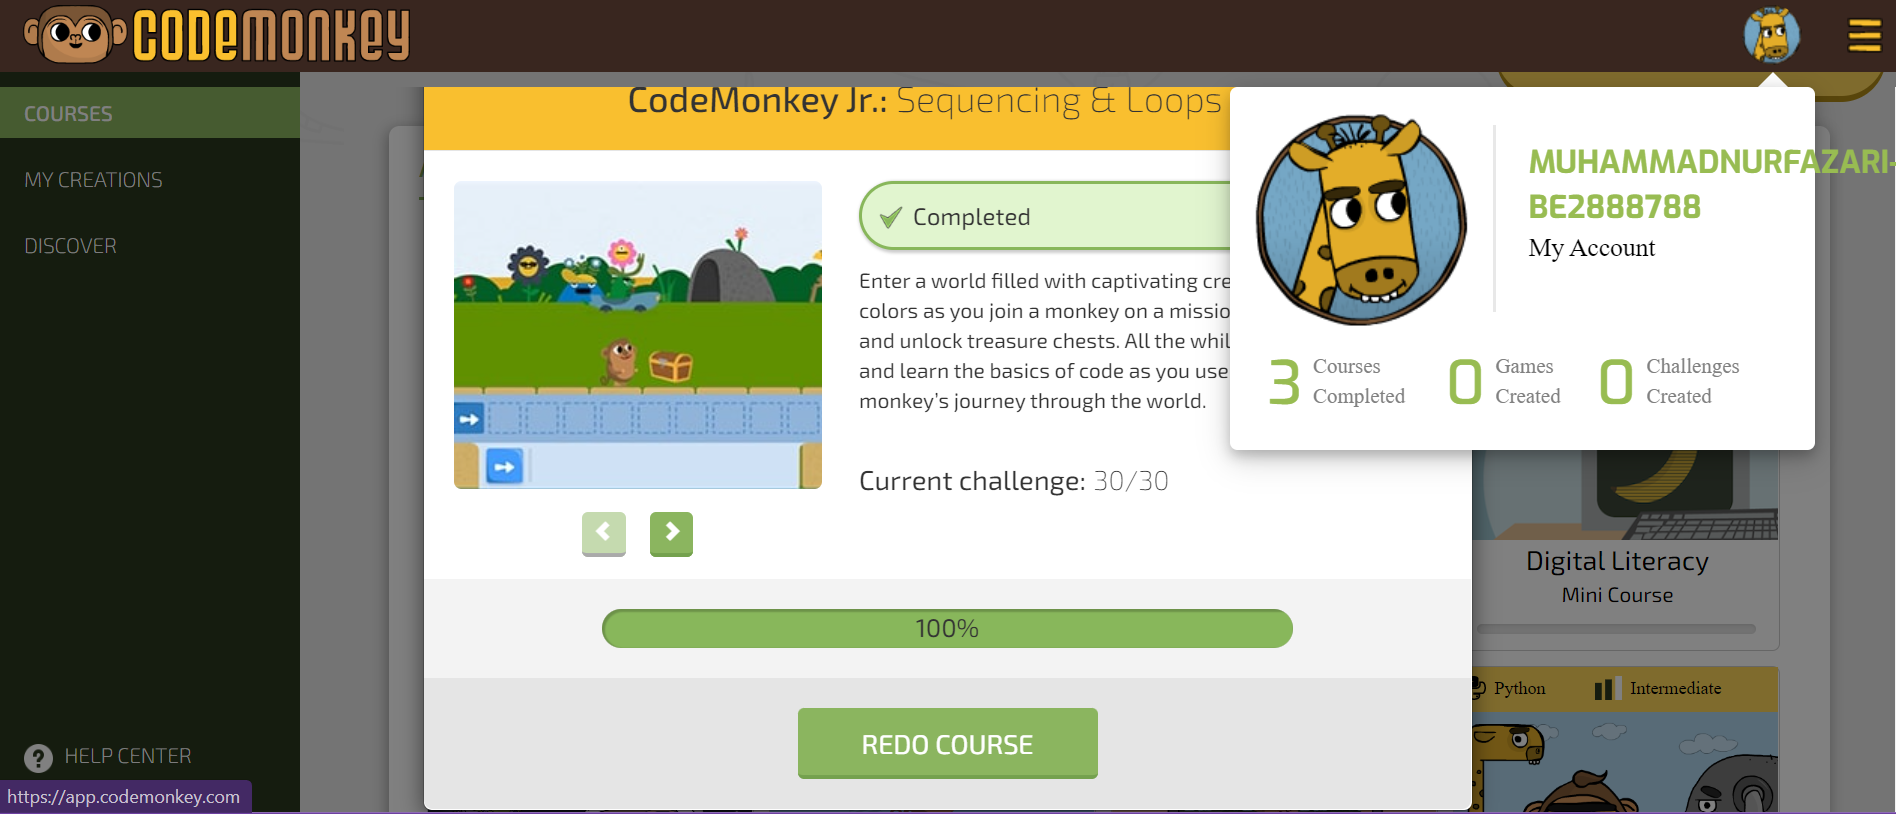 CODEMONKEY
COURSES
MY CREATIONS
DISCOVER
HELP CENTER
https://app.codemonkey.com
CodeMonkey Jr.: Sequencing & Loops
Completed
Enter a world filled with captivating cre
colors as you join a monkey on a missio
and unlock treasure chests. All the whil
and learn the basics of code as you use
monkey's journey through the world.
Current challenge: 30/30
100%
REDO COURSE
MUHAMMADNURFAZARI-
BE2888788
My Account
3 Courses Completed
0 Games Created
0 Challenges Created
Digital Literacy
Mini Course
Python Intermediate